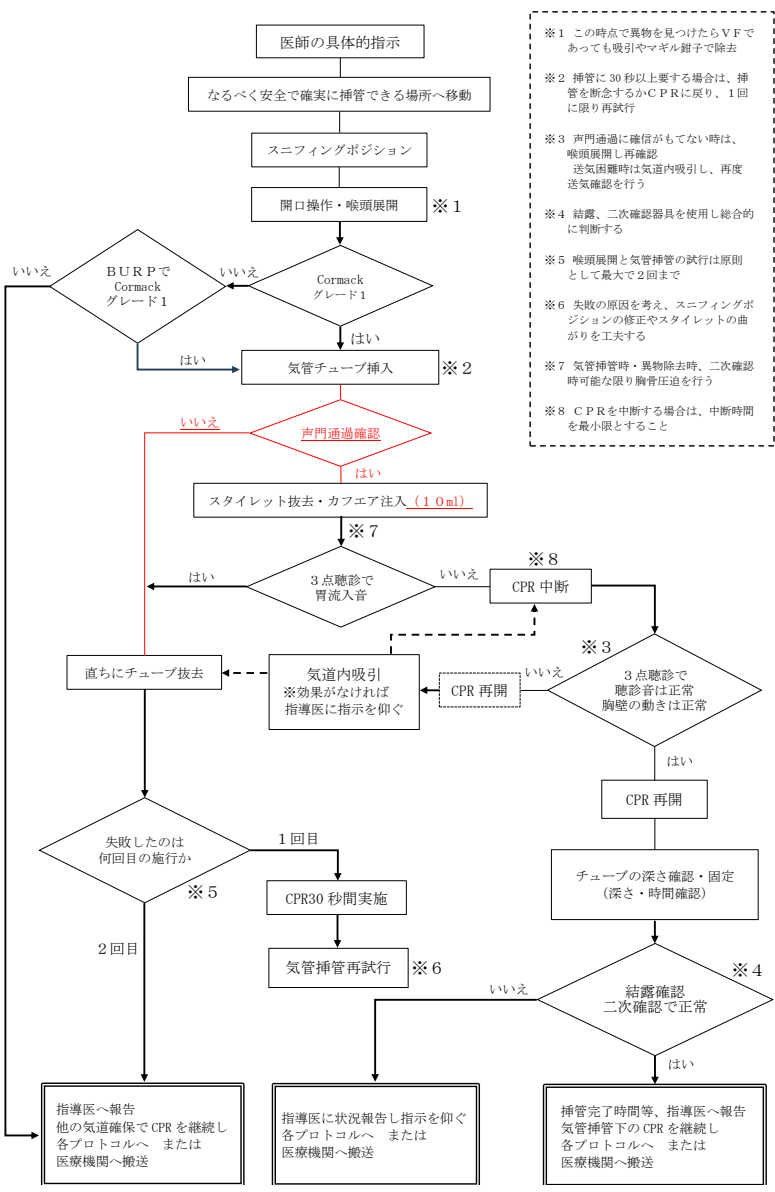 医師の具体的指示
なるべく安全で確実に挿管できる場所へ移動
スニフィングポジション
開口操作・喉頭展開
※１
Cormack
グレード１
いいえ
ＢＵＲＰで
Cormack
グレード１
いいえ
はい
はい
気管チューブ挿入
※２
声門通過確認
いいえ
はい
スタイレット抜去・カフエア注入（１０ml）
※７
３点聴診で
胃流入音
はい
いいえ
※８
CPR 中断
※３
３点聴診で
聴診音は正常
胸壁の動きは正常
いいえ
CPR 再開
気道内吸引
※効果がなければ
指導医に指示を仰ぐ
直ちにチューブ抜去
はい
CPR 再開
チューブの深さ確認・固定
（深さ・時間確認）
失敗したのは
何回目の施行か
※５
１回目
CPR30 秒間実施
気管挿管再試行
※６
２回目
※４
結露確認
二次確認で正常
いいえ
はい
指導医へ報告
他の気道確保で CPR を継続し
各プロトコルへ　または
医療機関へ搬送
指導医に状況報告し指示を仰ぐ
各プロトコルへ　または
医療機関へ搬送
挿管完了時間等、指導医へ報告
気管挿管下の CPR を継続し
各プロトコルへ　または
医療機関へ搬送
※１ この時点で異物を見つけたらＶＦで
あっても吸引やマギル鉗子で除去
※２ 挿管に 30 秒以上要する場合は、挿
管を断念するかＣＰＲに戻り、１回
に限り再試行
※３ 声門通過に確信がもてない時は、
喉頭展開し再確認
送気困難時は気道内吸引し、再度
送気確認を行う
※４ 結露、二次確認器具を使用し総合的
に判断する
※５ 喉頭展開と気管挿管の試行は原則
として最大で２回まで
※６ 失敗の原因を考え、スニフィングポ
ジションの修正やスタイレットの曲
がりを工夫する
※７ 気管挿管時・異物除去時、二次確認
時可能な限り胸骨圧迫を行う
※８ ＣＰＲを中断する場合は、中断時間
を最小限とすること